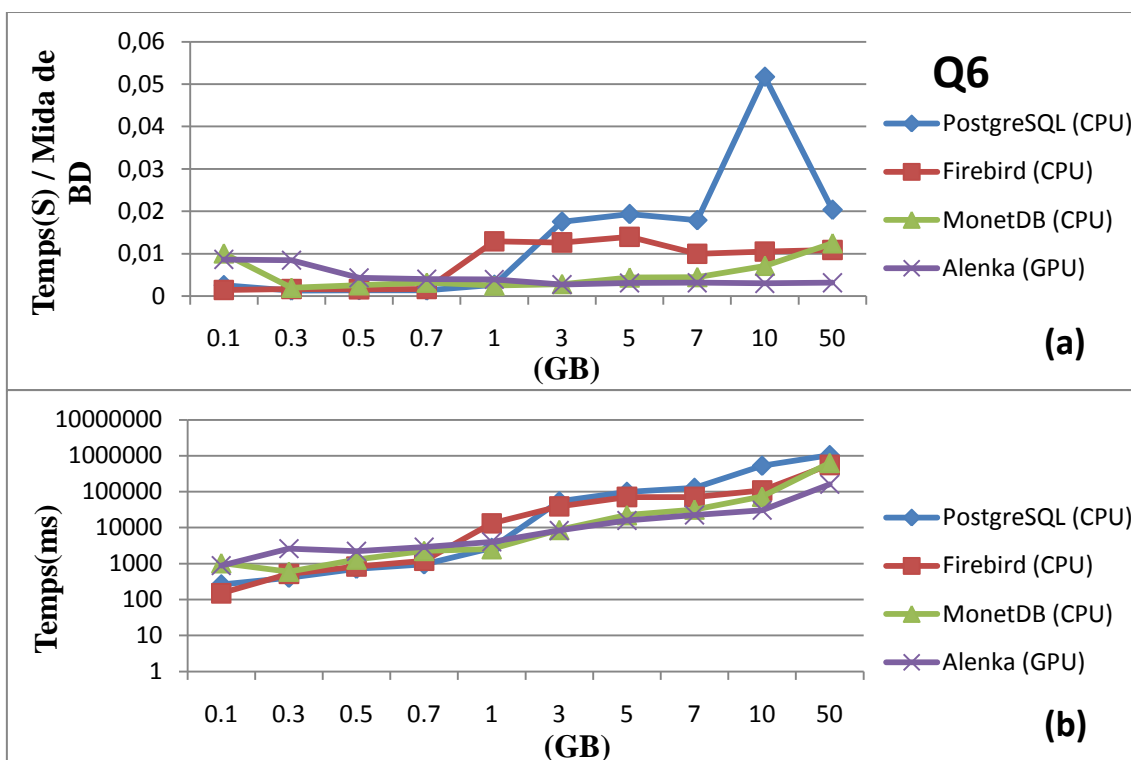 Q6
Temps(S) / Mida de
BD
0,06
0,05
0,04
0,03
0,02
0,01
0
0.1 0.3 0.5 0.7 1 3 5 7 10 50
(GB)
PostgreSQL (CPU)
Firebird (CPU)
MonetDB (CPU)
Alenka (GPU)
(a)
Temps(ms)
10000000
1000000
100000
10000
1000
100
10
1
0.1 0.3 0.5 0.7 1 3 5 7 10 50
(GB)
PostgreSQL (CPU)
Firebird (CPU)
MonetDB (CPU)
Alenka (GPU)
(b)